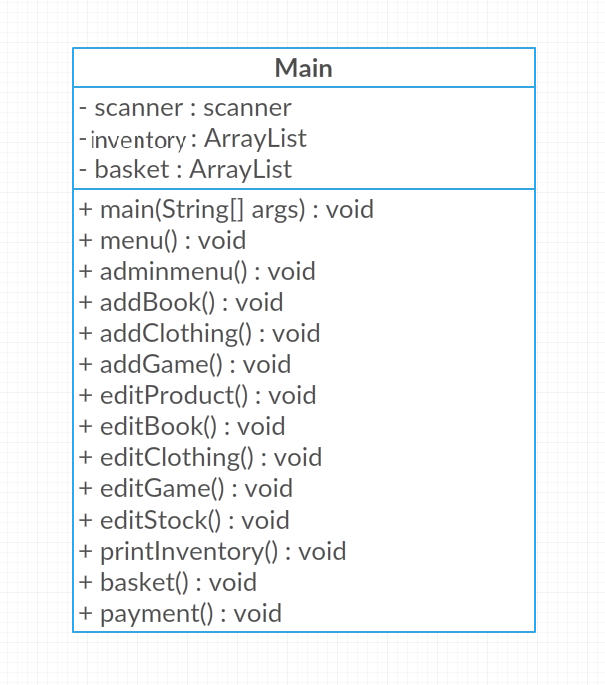 Main
- scanner : scanner
-inventory : ArrayList
- basket : ArrayList
+ main(String[] args) : void
+ menu() : void
+ adminmenu() : void
+ addBook() : void
+ addClothing() : void
+ addGame() : void
+ editProduct() : void
+ editBook() : void
+ editClothing() : void
+ editGame() : void
+ editStock() : void
+ printInventory() : void
+ basket() : void
+ payment() : void